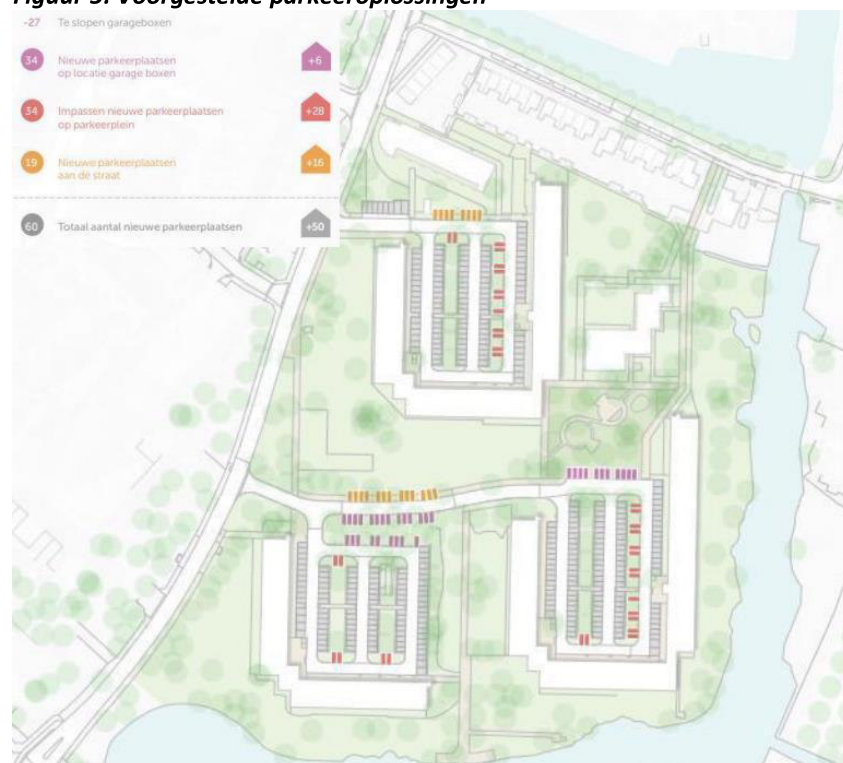 Figuur 3: Voorgestelde parkeeroplossingen
-27 Te slopen garageboxen
34 Nieuwe parkeerplaatsen +6
op locatie garage boxen
34 Impassen nieuwe parkeerplaatsen +28
op parkeerplein
19 Nieuwe parkeerplaatsen +16
aan de straat
60 Totaal aantal nieuwe parkeerplaatsen +50